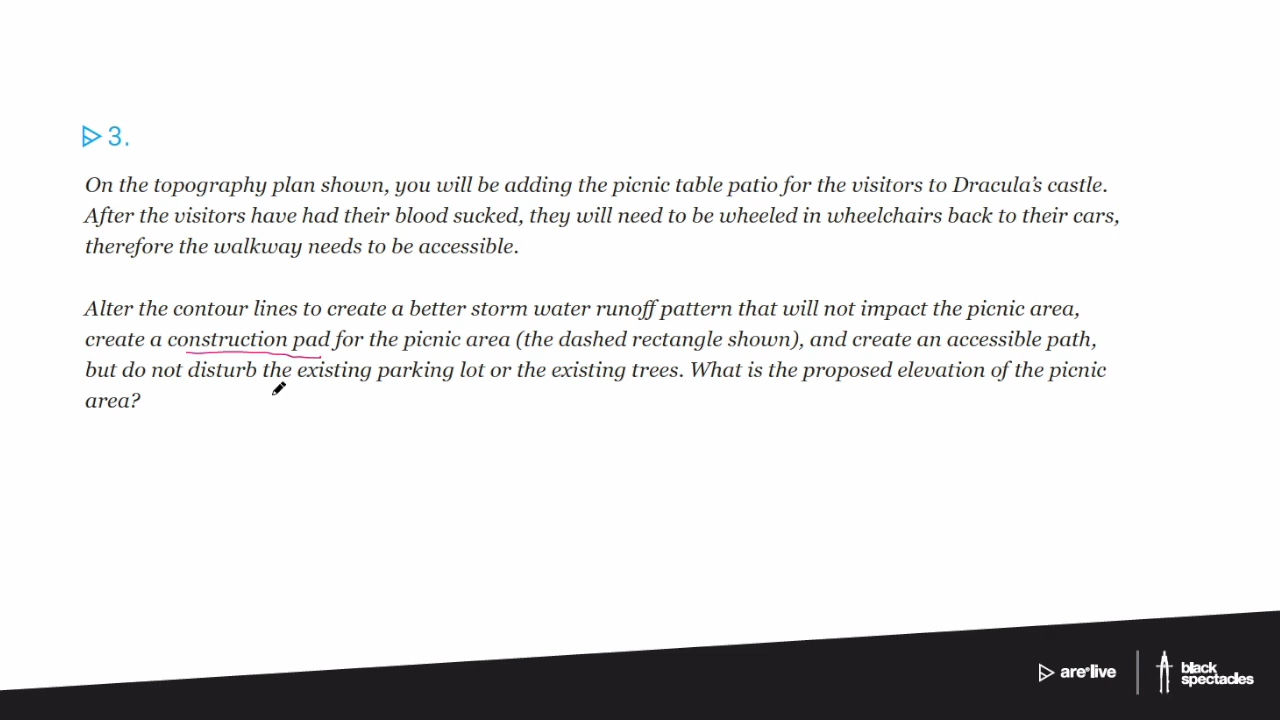 3.
On the topography plan shown, you will be adding the picnic table patio for the visitors to Dracula's castle.
After the visitors have had their blood sucked, they will need to be wheeled in wheelchairs back to their cars,
therefore the walkway needs to be accessible.
Alter the contour lines to create a better storm water runoff pattern that will not impact the picnic area,
create a construction pad for the picnic area (the dashed rectangle shown), and create an accessible path,
but do not disturb the existing parking lot or the existing trees. What is the proposed elevation of the picnic
area?
are live
black
spectacles